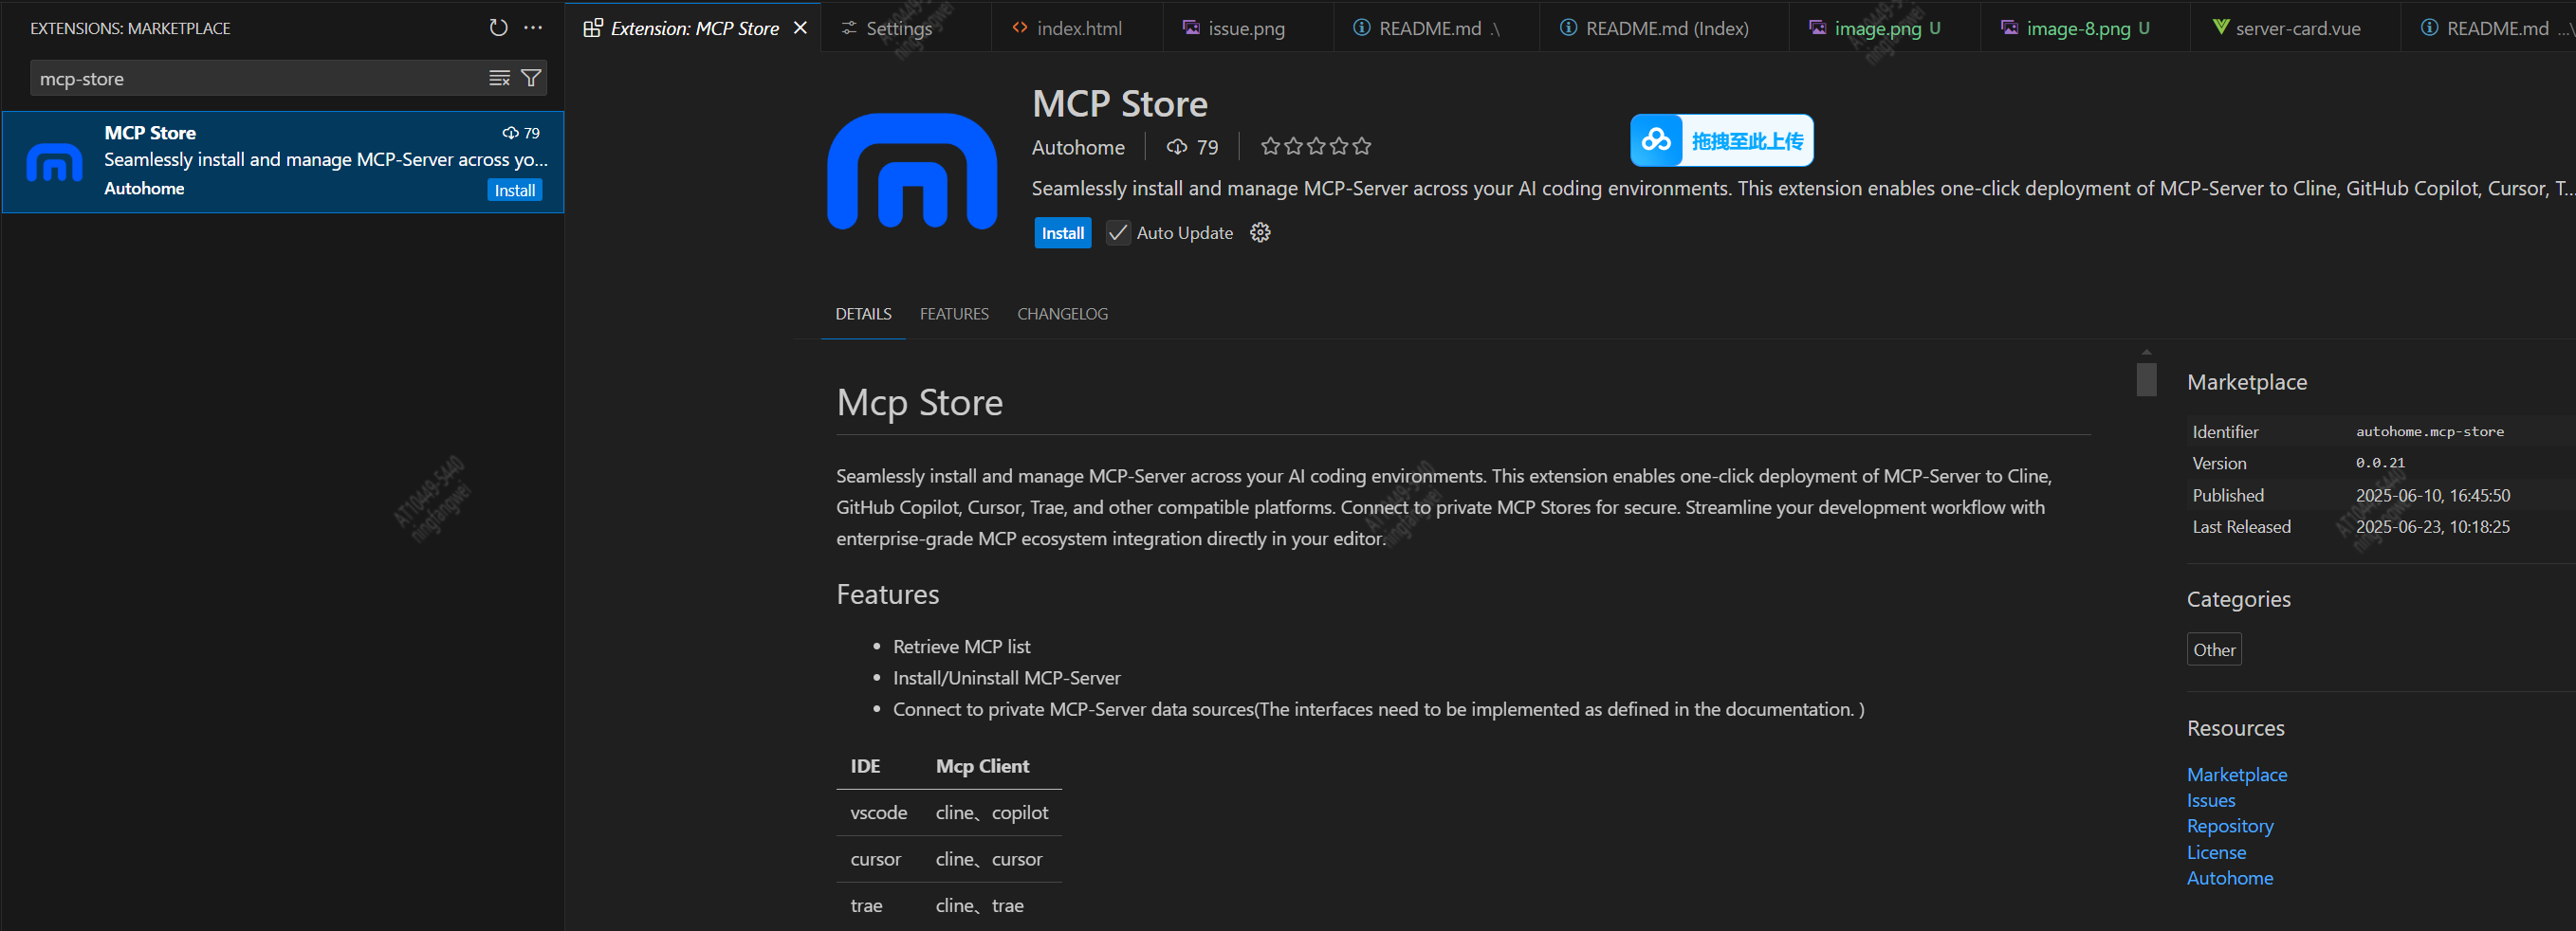 EXTENSIONS: MARKETPLACE
mcp-store
MCP Store
79
Seamlessly install and manage MCP-Server across yo...
Autohome
Install
Extension: MCP Store
Settings
index.html
issue.png
README.md .\
README.md (Index)
image.png U
image-8.png U
server-card.vue
README.md ...\
MCP Store
Autohome
79
拖拽至此上传
Seamlessly install and manage MCP-Server across your AI coding environments. This extension enables one-click deployment of MCP-Server to Cline, GitHub Copilot, Cursor, T...
Install
Auto Update
DETAILS
FEATURES
CHANGELOG
Mcp Store
Seamlessly install and manage MCP-Server across your AI coding environments. This extension enables one-click deployment of MCP-Server to Cline,
GitHub Copilot, Cursor, Trae, and other compatible platforms. Connect to private MCP Stores for secure. Streamline your development workflow with
enterprise-grade MCP ecosystem integration directly in your editor.
Features
• Retrieve MCP list
• Install/Uninstall MCP-Server
• Connect to private MCP-Server data sources(The interfaces need to be implemented as defined in the documentation. )
IDE Mcp Client
vscode cline、copilot
cursor cline、cursor
trae cline、trae
Marketplace
Identifier autohome.mcp-store
Version 0.0.21
Published 2025-06-10, 16:45:50
Last Released 2025-06-23, 10:18:25
Categories
Other
Resources
Marketplace
Issues
Repository
License
Autohome
AT10449-5440
ningfangwei
AT10449-5440
ningfangwei
AT10449-5440
ningfangwei